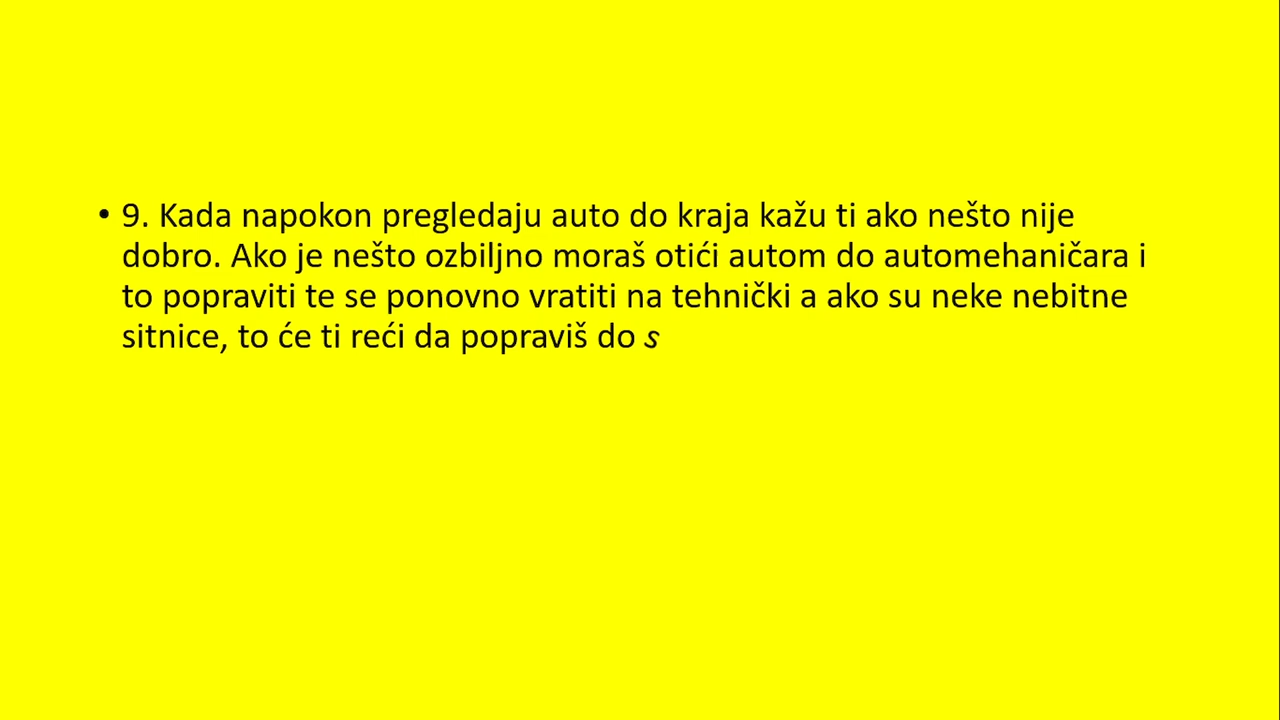 • 9. Kada napokon pregledaju auto do kraja kažu ti ako nešto nije
dobro. Ako je nešto ozbiljno moraš otići autom do automehaničara i
to popraviti te se ponovno vratiti na tehnički a ako su neke nebitne
sitnice, to će ti reći da popraviš do s